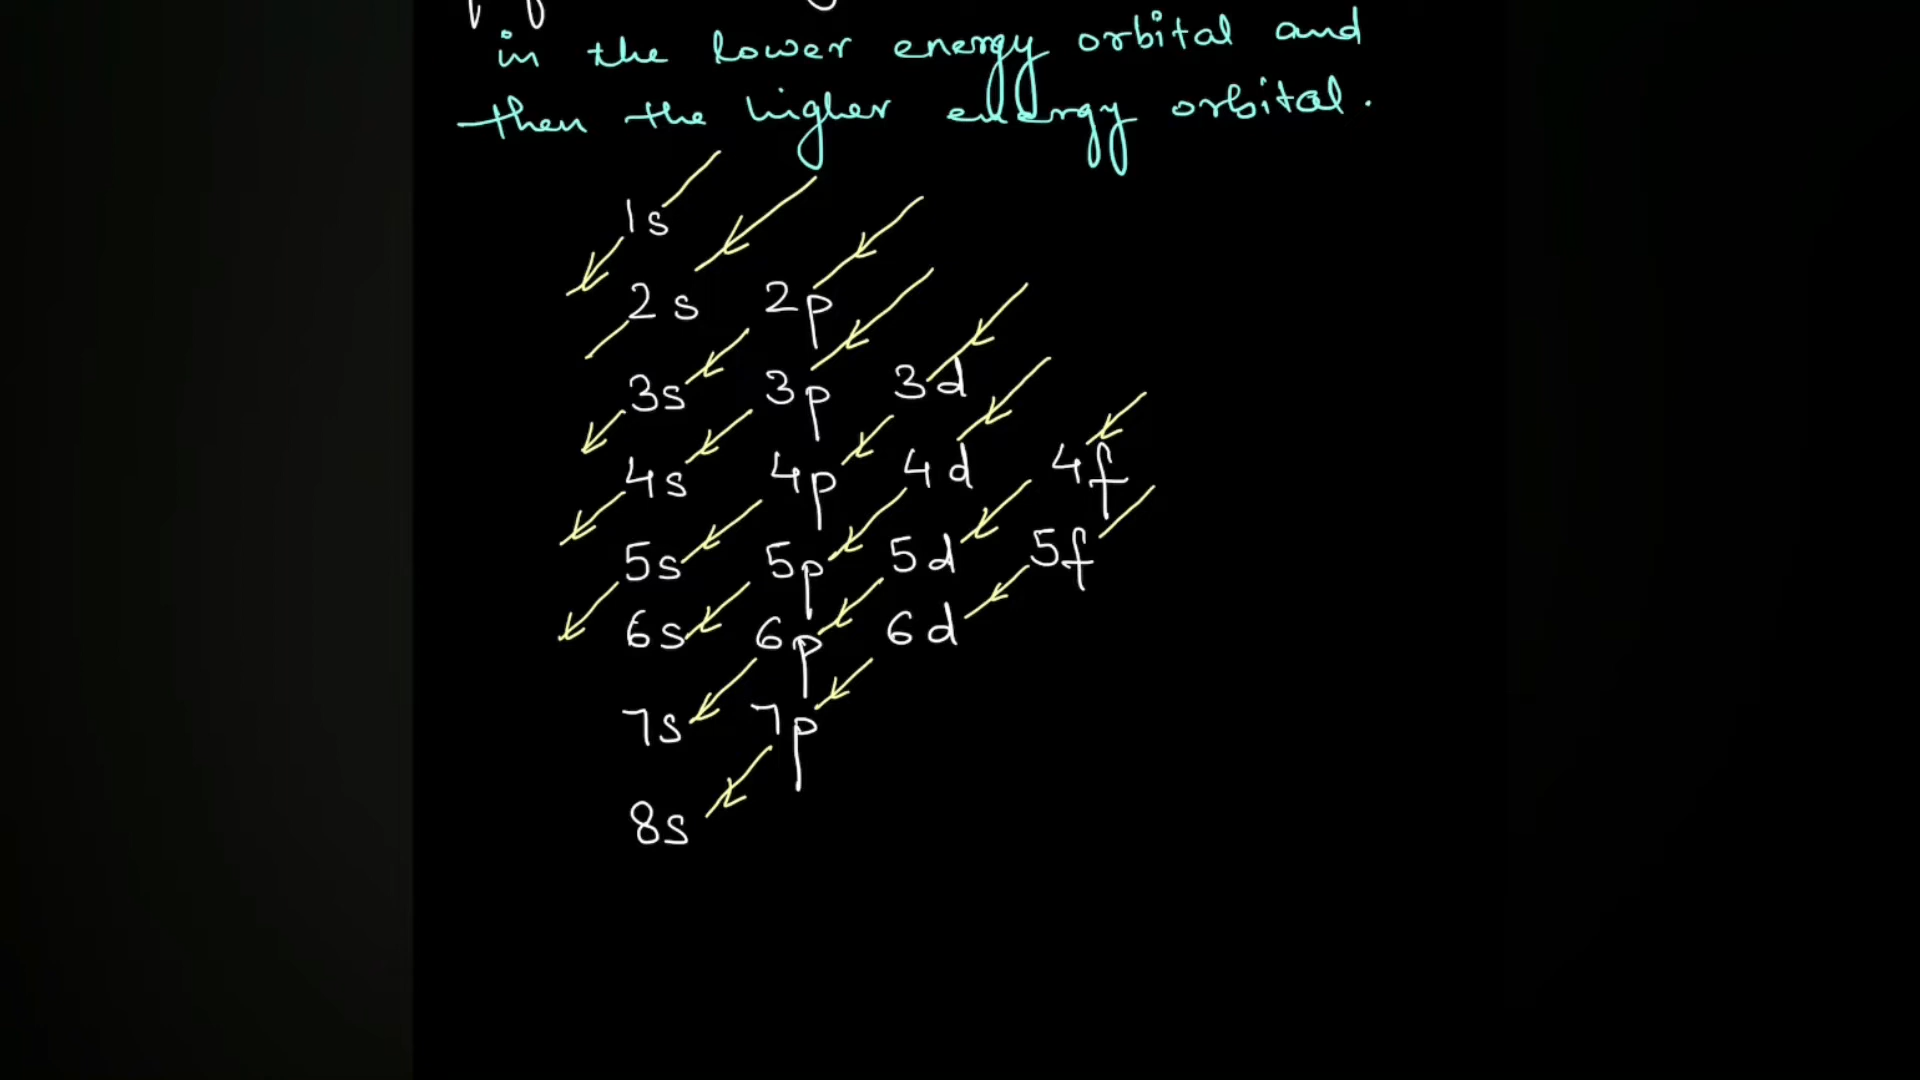 in the lower energy orbital and
then the higher energy orbital.
1s
2s 2p
3s 3p 3d
4s 4p 4d 4f
5s 5p 5d 5f
6s 6p 6d
7s 7p
8s